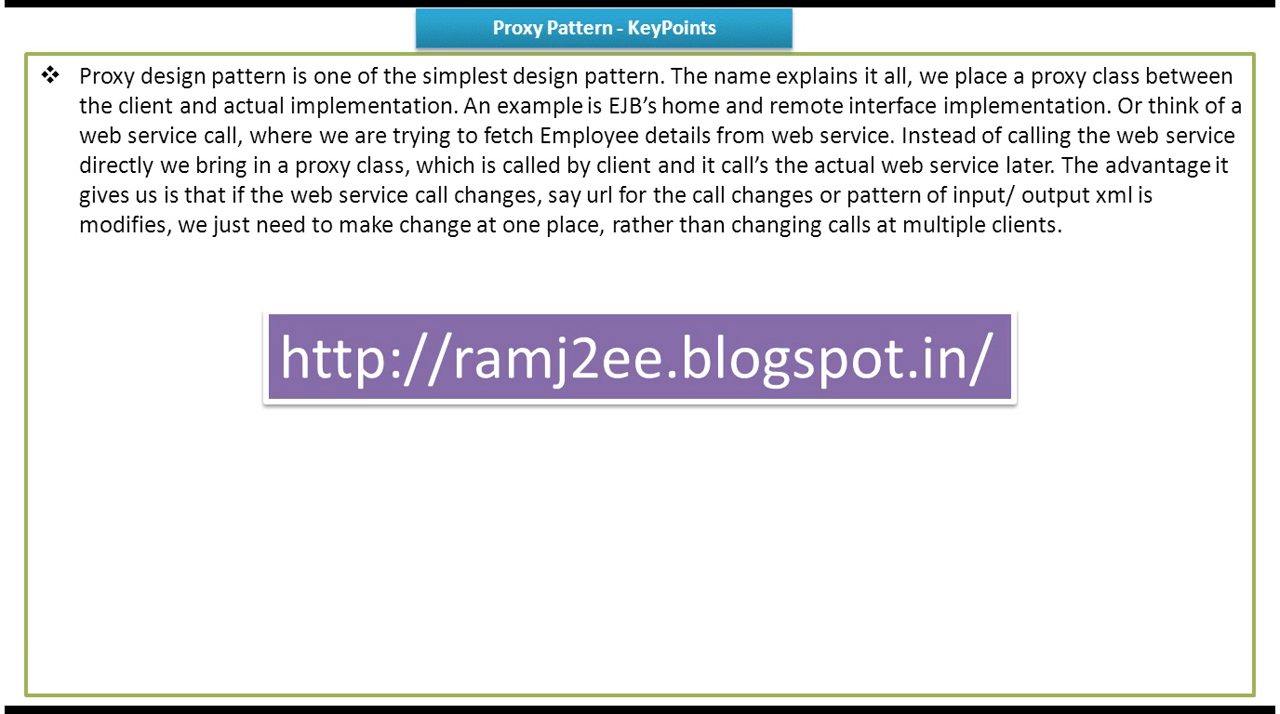 Proxy Pattern - KeyPoints
Proxy design pattern is one of the simplest design pattern. The name explains it all, we place a proxy class between
the client and actual implementation. An example is EJB’s home and remote interface implementation. Or think of a
web service call, where we are trying to fetch Employee details from web service. Instead of calling the web service
directly we bring in a proxy class, which is called by client and it call’s the actual web service later. The advantage it
gives us is that if the web service call changes, say url for the call changes or pattern of input/ output xml is
modifies, we just need to make change at one place, rather than changing calls at multiple clients.
http://ramj2ee.blogspot.in/